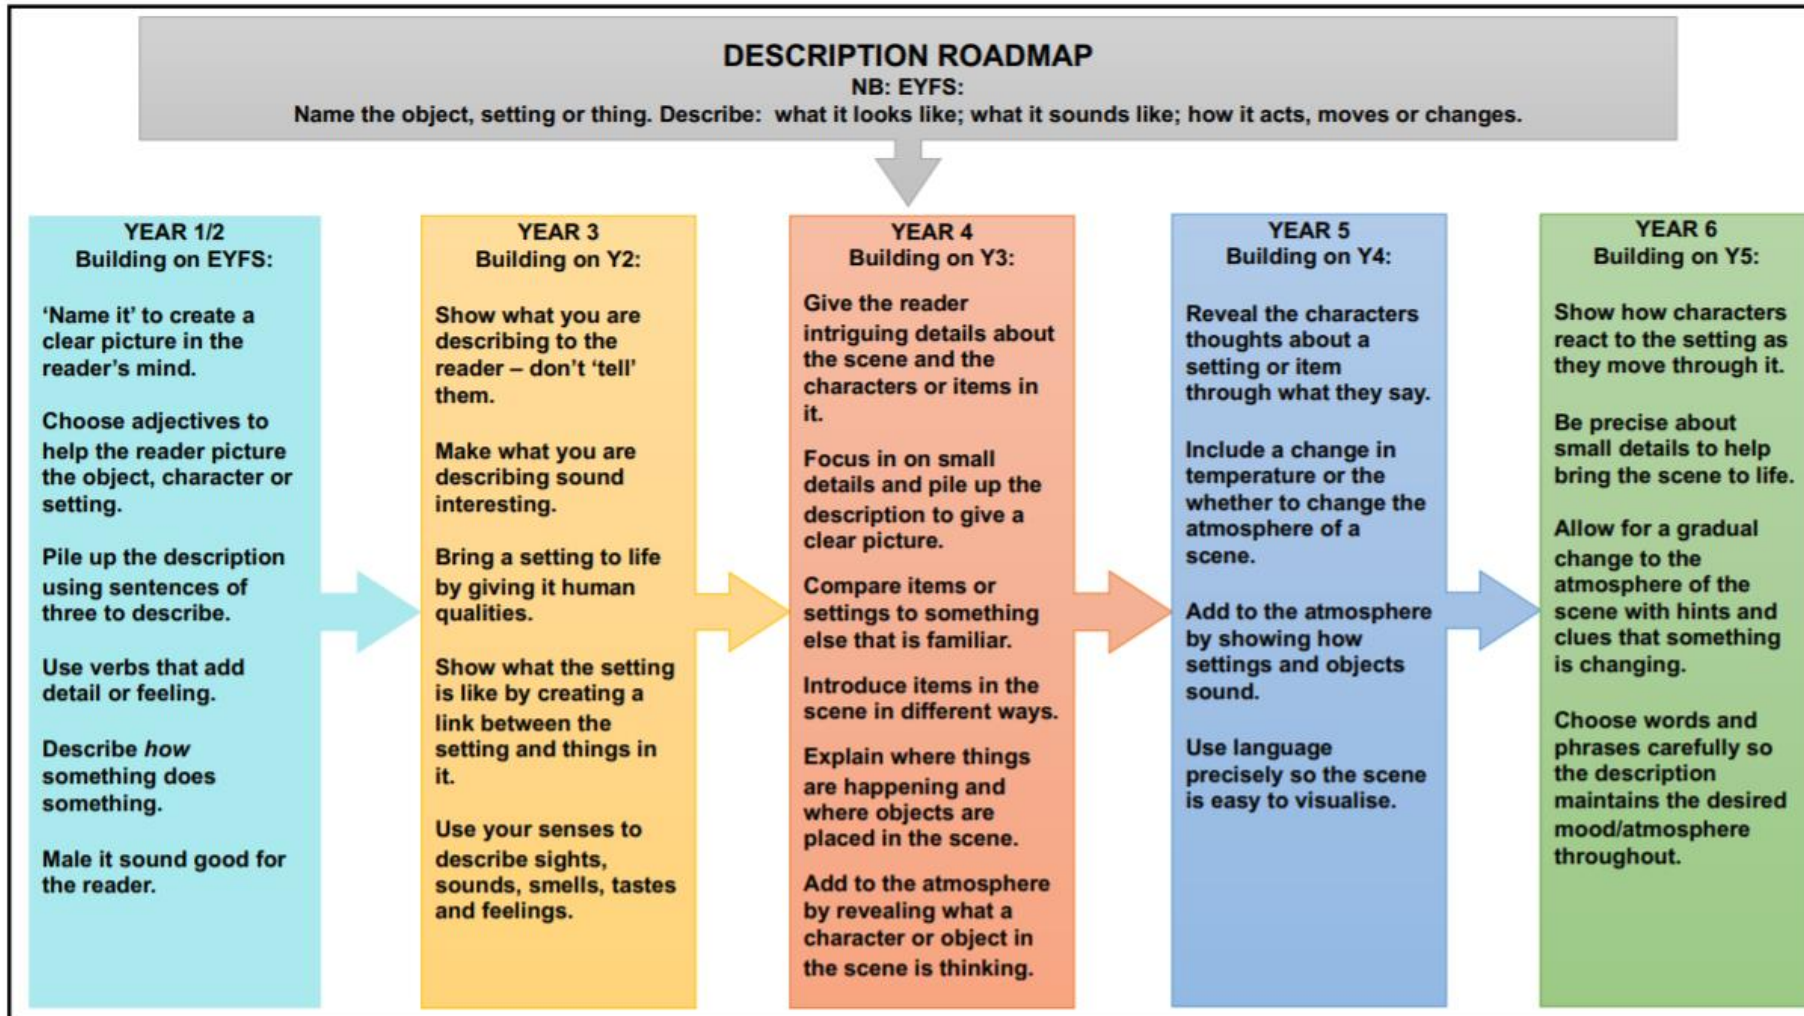 DESCRIPTION ROADMAP
NB: EYFS:
Name the object, setting or thing. Describe:  what it looks like; what it sounds like; how it acts, moves or changes.
YEAR 1/2
Building on EYFS:
‘Name it’ to create a
clear picture in the
reader’s mind.
Choose adjectives to
help the reader picture
the object, character or
setting.
Pile up the description
using sentences of
three to describe.
Use verbs that add
detail or feeling.
Describe how
something does
something.
Male it sound good for
the reader.
YEAR 3
Building on Y2:
Show what you are
describing to the
reader – don’t ‘tell’
them.
Make what you are
describing sound
interesting.
Bring a setting to life
by giving it human
qualities.
Show what the setting
is like by creating a
link between the
setting and things in
it.
Use your senses to
describe sights,
sounds, smells, tastes
and feelings.
YEAR 4
Building on Y3:
Give the reader
intriguing details about
the scene and the
characters or items in
it.
Focus in on small
details and pile up the
description to give a
clear picture.
Compare items or
settings to something
else that is familiar.
Introduce items in the
scene in different ways.
Explain where things
are happening and
where objects are
placed in the scene.
Add to the atmosphere
by revealing what a
character or object in
the scene is thinking.
YEAR 5
Building on Y4:
Reveal the characters
thoughts about a
setting or item
through what they say.
Include a change in
temperature or the
whether to change the
atmosphere of a
scene.
Add to the atmosphere
by showing how
settings and objects
sound.
Use language
precisely so the scene
is easy to visualise.
YEAR 6
Building on Y5:
Show how characters
react to the setting as
they move through it.
Be precise about
small details to help
bring the scene to life.
Allow for a gradual
change to the
atmosphere of the
scene with hints and
clues that something
is changing.
Choose words and
phrases carefully so
the description
maintains the desired
mood/atmosphere
throughout.